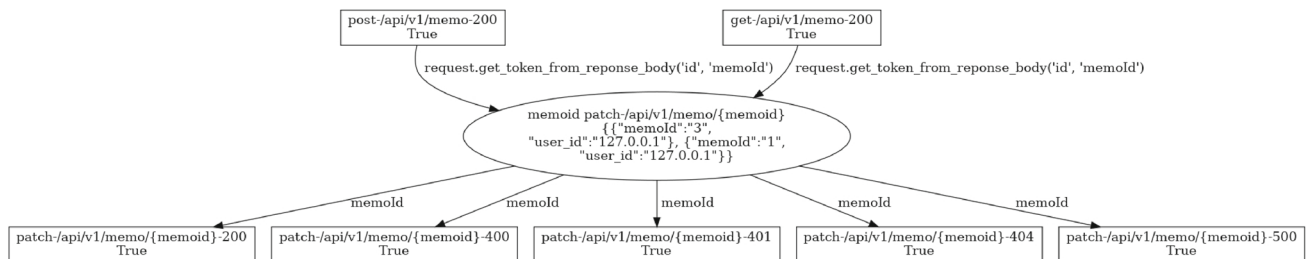 post-/api/v1/memo-200
True
get-/api/v1/memo-200
True
request.get_token_from_reponse_body('id', 'memoId')
request.get_token_from_reponse_body('id', 'memoId')
memoid patch-/api/v1/memo/{memoid}
{{"memoId":"3",
"user_id":"127.0.0.1"}, {"memoId":"1",
"user_id":"127.0.0.1"}}
memoId
memoId
memoId
memoId
memoId
patch-/api/v1/memo/{memoid}-200
True
patch-/api/v1/memo/{memoid}-400
True
patch-/api/v1/memo/{memoid}-401
True
patch-/api/v1/memo/{memoid}-404
True
patch-/api/v1/memo/{memoid}-500
True